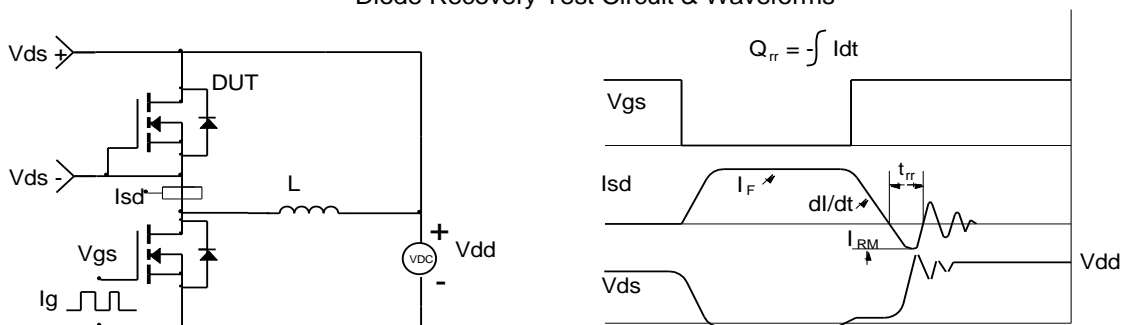 Diode Recovery Test Circuit & Waveforms
Vds +
DUT
Vds -
Isd
L
Vgs
Ig
+
VDC
-
Vdd
Qrr = -∫ Idt
Vgs
Isd
IF
dI/dt
trr
IRM
Vds
Vdd